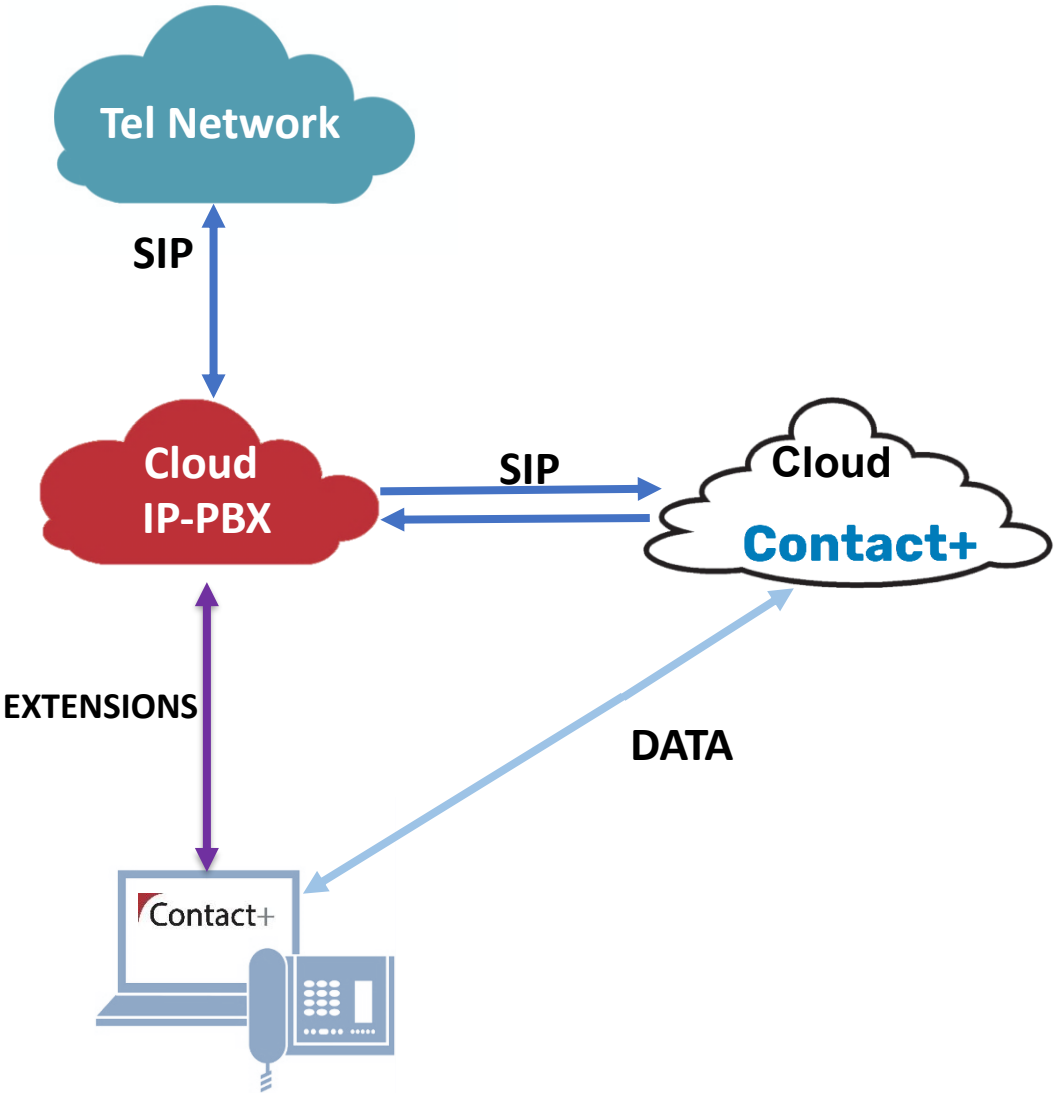 Tel Network
SIP
Cloud
IP-PBX
SIP
Cloud
Contact+
EXTENSIONS
DATA
Contact+